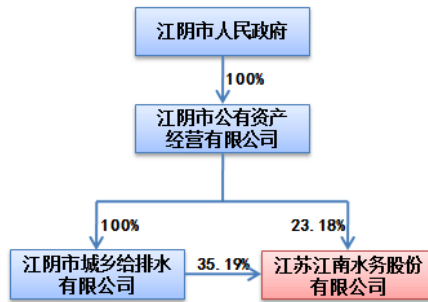 江阴市人民政府
100%
江阴市公有资产
经营有限公司
100%
23.18%
江阴市城乡给排水
有限公司
35.19%
江苏江南水务股份
有限公司